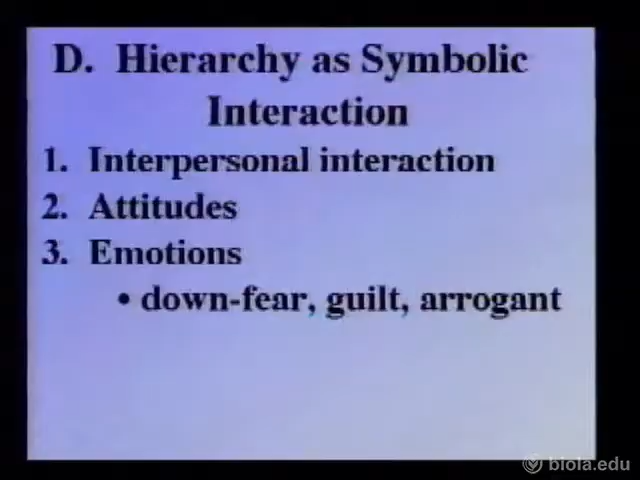 D. Hierarchy as Symbolic
Interaction
1. Interpersonal interaction
2. Attitudes
3. Emotions
• down-fear, guilt, arrogant
biola.edu